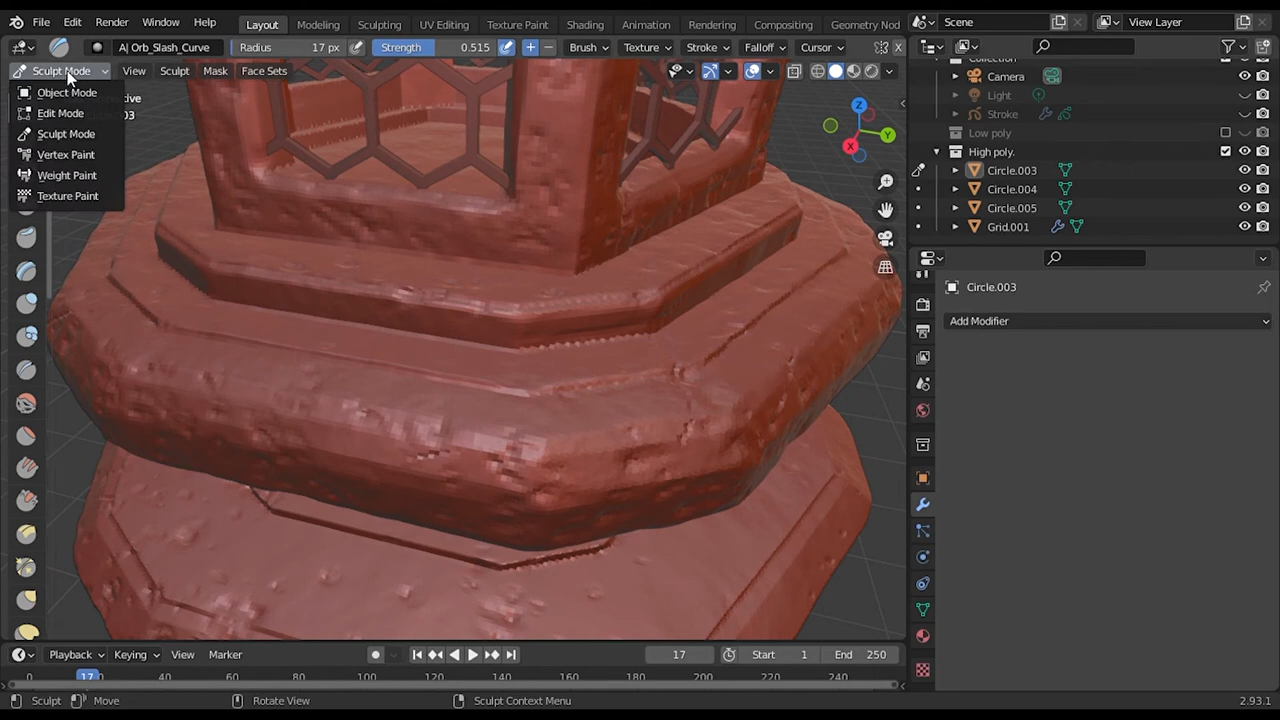 File Edit Render Window Help Layout Modeling Sculpting UV Editing Texture Paint Shading Animation Rendering Compositing Geometry Nod Scene View Layer
A| Orb_Slash_Curve Radius 17 px Strength 0.515 Brush Texture Stroke Falloff Cursor X
Sculpt Mode View Sculpt Mask Face Sets
Object Mode
Edit Mode
Sculpt Mode
Vertex Paint
Weight Paint
Texture Paint
Z
Y
X
Collection
Camera
Light
Stroke
Low poly
High poly.
Circle.003
Circle.004
Circle.005
Grid.001
Circle.003
Add Modifier
Playback Keying View Marker 17 Start 1 End 250
0 17 40 60 80 100 120 140 160 180 200 220 240
Sculpt Move Rotate View Sculpt Context Menu 2.93.1